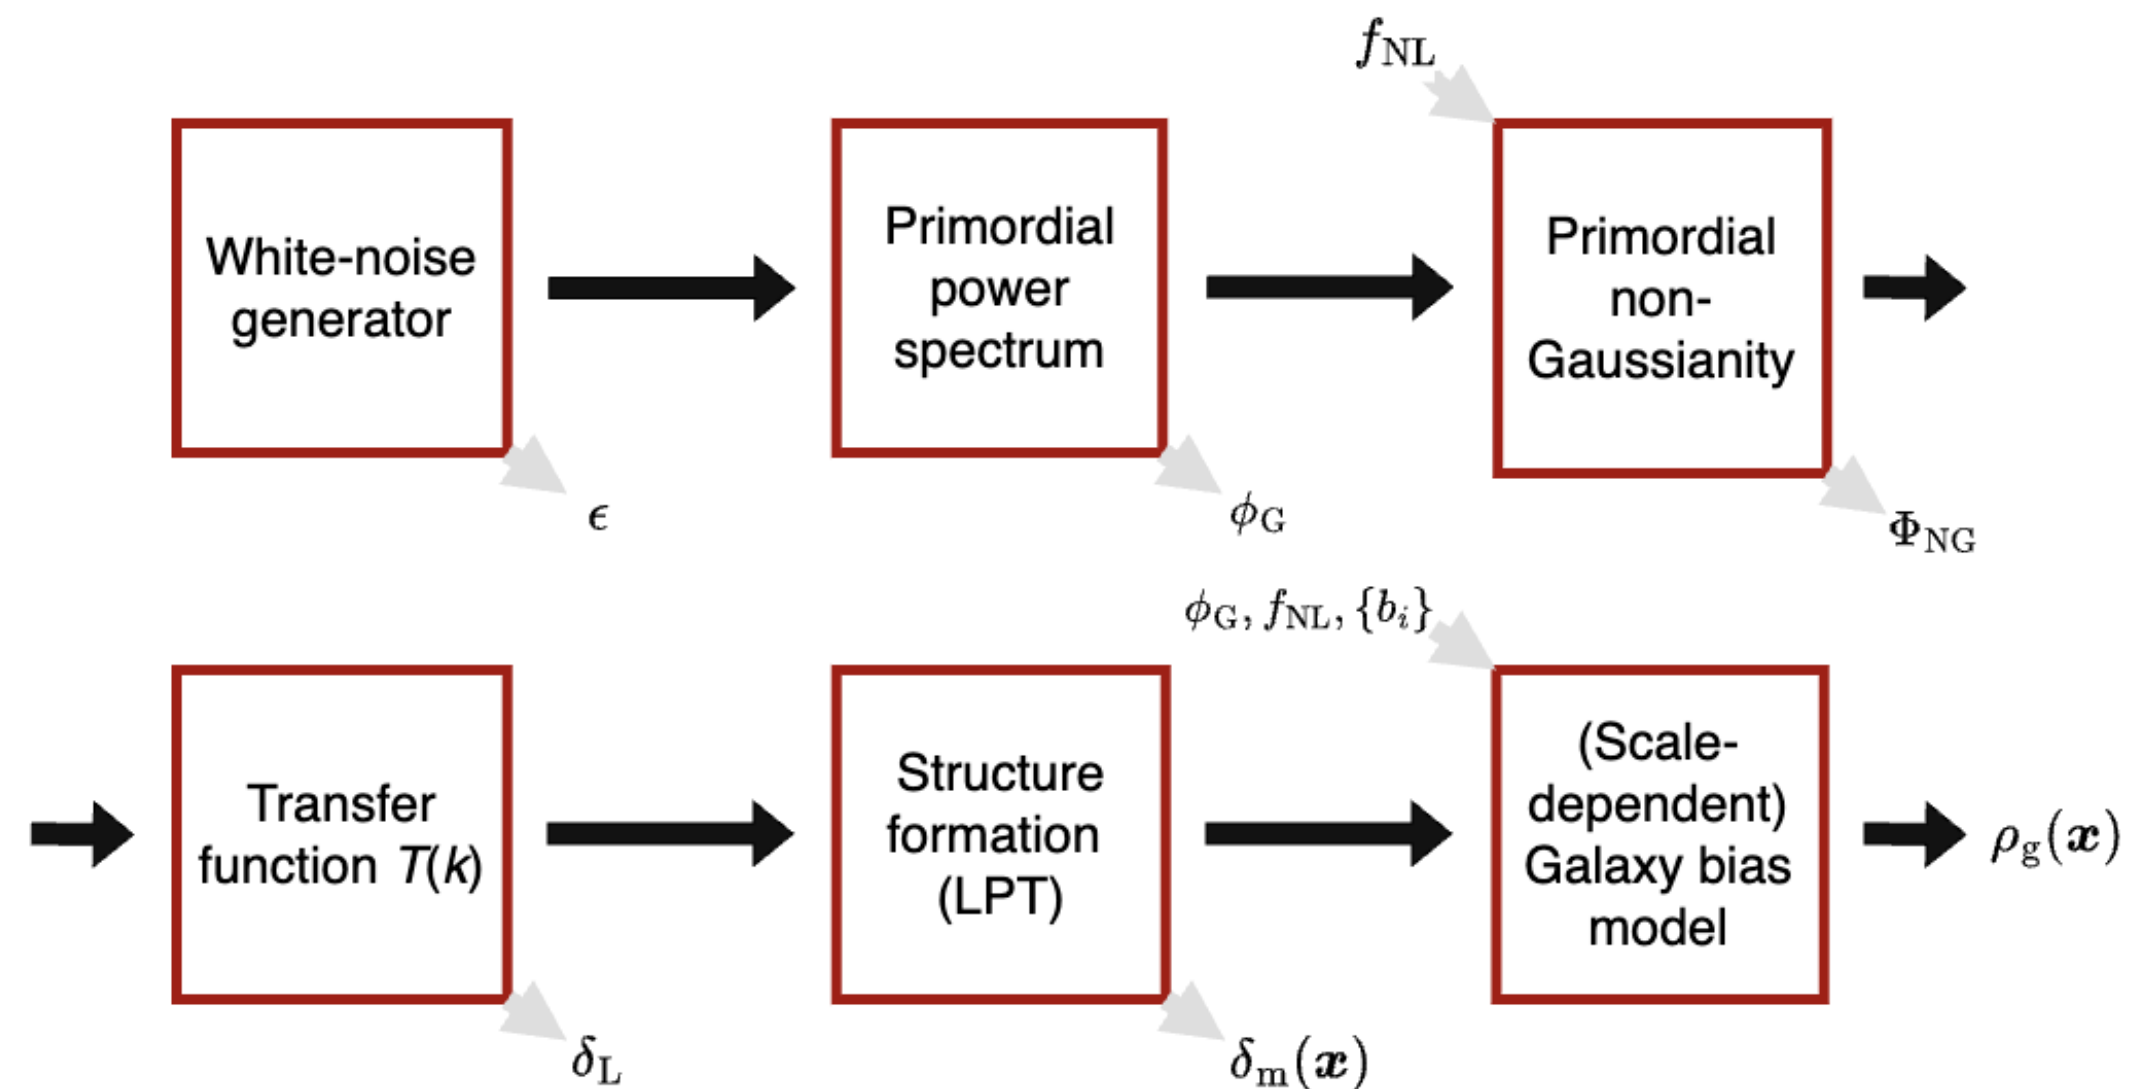 f_NL
White-noise
generator
Primordial
power
spectrum
Primordial
non-
Gaussianity
ϵ
ϕ_G
Φ_NG
ϕ_G, f_NL, {b_i}
Transfer
function T(k)
Structure
formation
(LPT)
(Scale-
dependent)
Galaxy bias
model
ρ_g(x)
δ_L
δ_m(x)